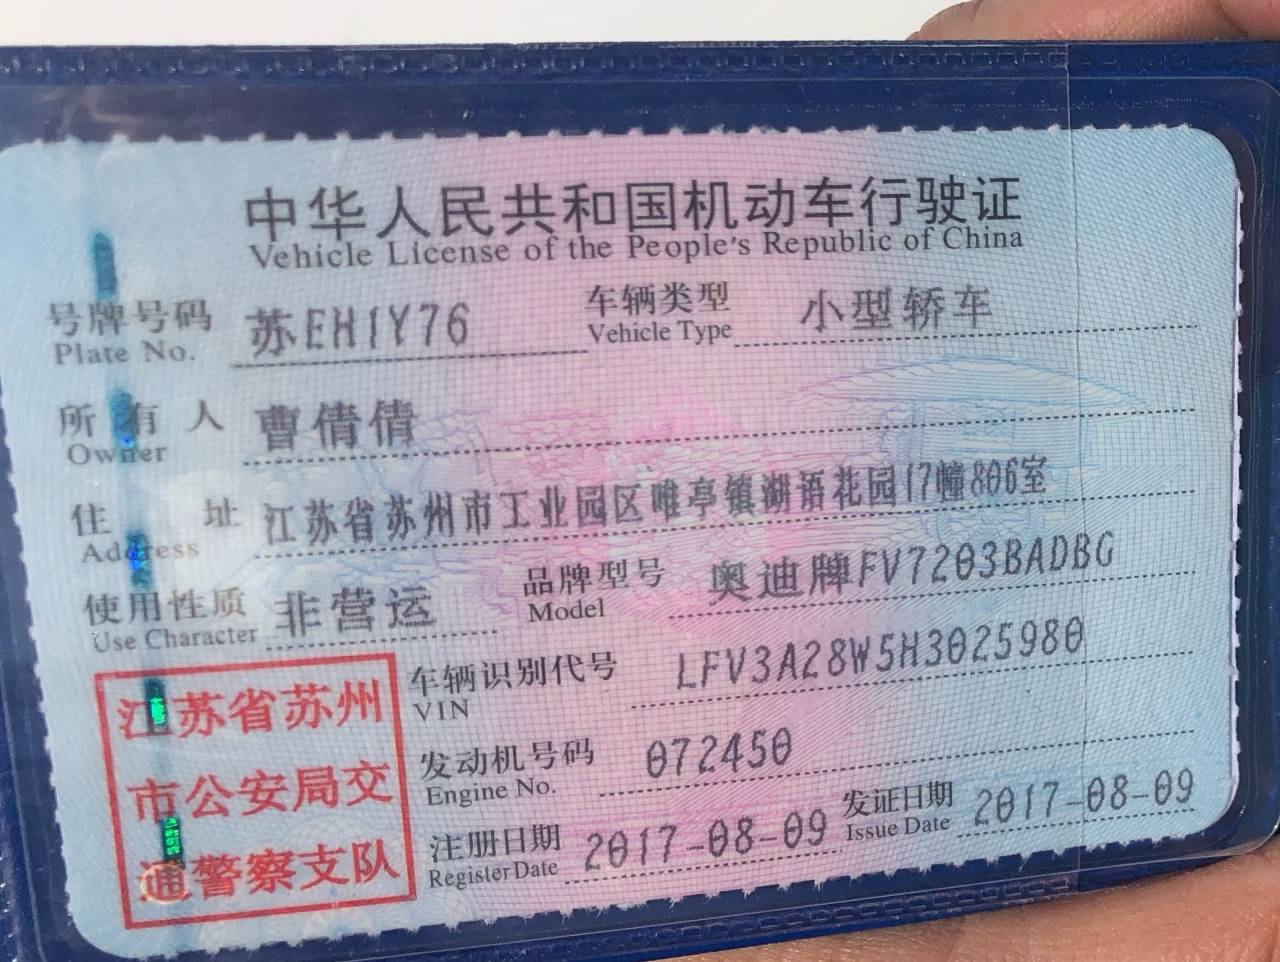 中华人民共和国机动车行驶证
Vehicle License of the People's Republic of China
号牌号码 苏EH1Y76 车辆类型 小型轿车
Plate No. Vehicle Type
所有人 曹倩倩
Owner
住址 江苏省苏州市工业园区唯亭镇湖语花园17幢806室
Address
使用性质 非营运 品牌型号 奥迪牌FV7203BADBG
Use Character Model
车辆识别代号 LFV3A28W5H3025980
VIN
发动机号码 072450
Engine No.
注册日期 2017-08-09 发证日期 2017-08-09
Register Date Issue Date
江苏省苏州
市公安局交
通警察支队